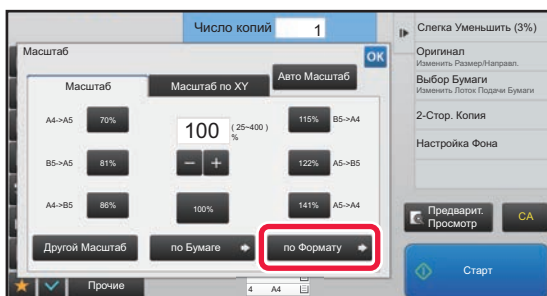 Число копий 1
Масштаб
OK
Масштаб
Масштаб по XY
Авто Масштаб
A4->A5 70%
100 (25~400) %
115% B5->A4
B5->A5 81%
122% A5->B5
A4->B5 86%
100%
141% A5->A4
Другой Масштаб
по Бумаге
по Формату
Прочие
4 A4
Слегка Уменьшить (3%)
Оригинал
Изменить Размер/Направл.
Выбор Бумаги
Изменить Лоток Подачи Бумаги
2-Стор. Копия
Настройка Фона
Предварит.
Просмотр
CA
Старт